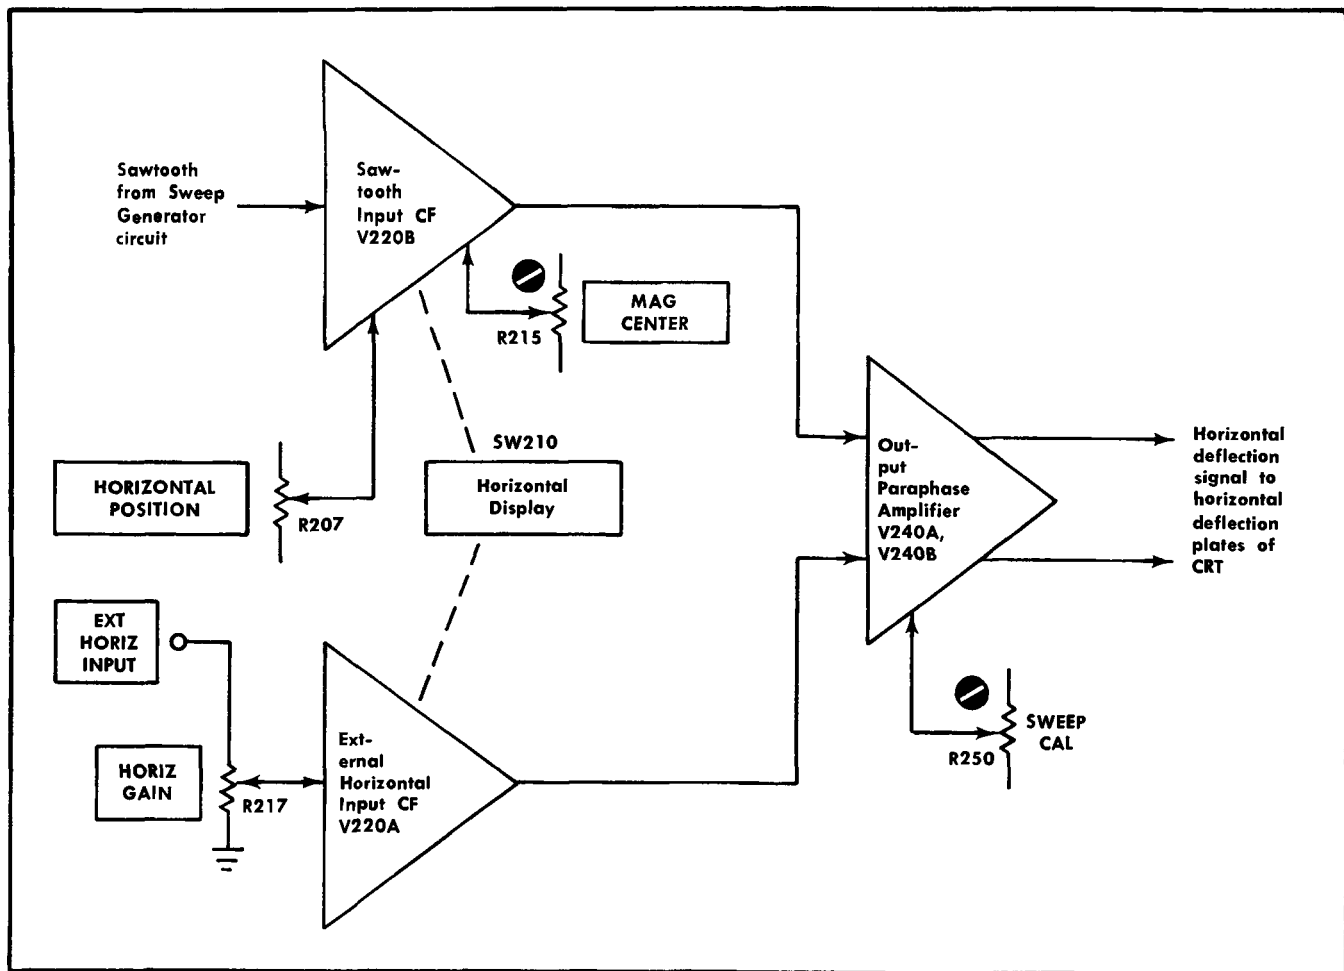 Sawtooth
from Sweep
Generator
circuit
Saw-
tooth
Input CF
V220B
R215
MAG
CENTER
HORIZONTAL
POSITION
R207
SW210
Horizontal
Display
Out-
put
Paraphase
Amplifier
V240A,
V240B
Horizontal
deflection
signal to
horizontal
deflection
plates of
CRT
EXT
HORIZ
INPUT
HORIZ
GAIN
R217
Ext-
ernal
Horizontal
Input CF
V220A
R250
SWEEP
CAL